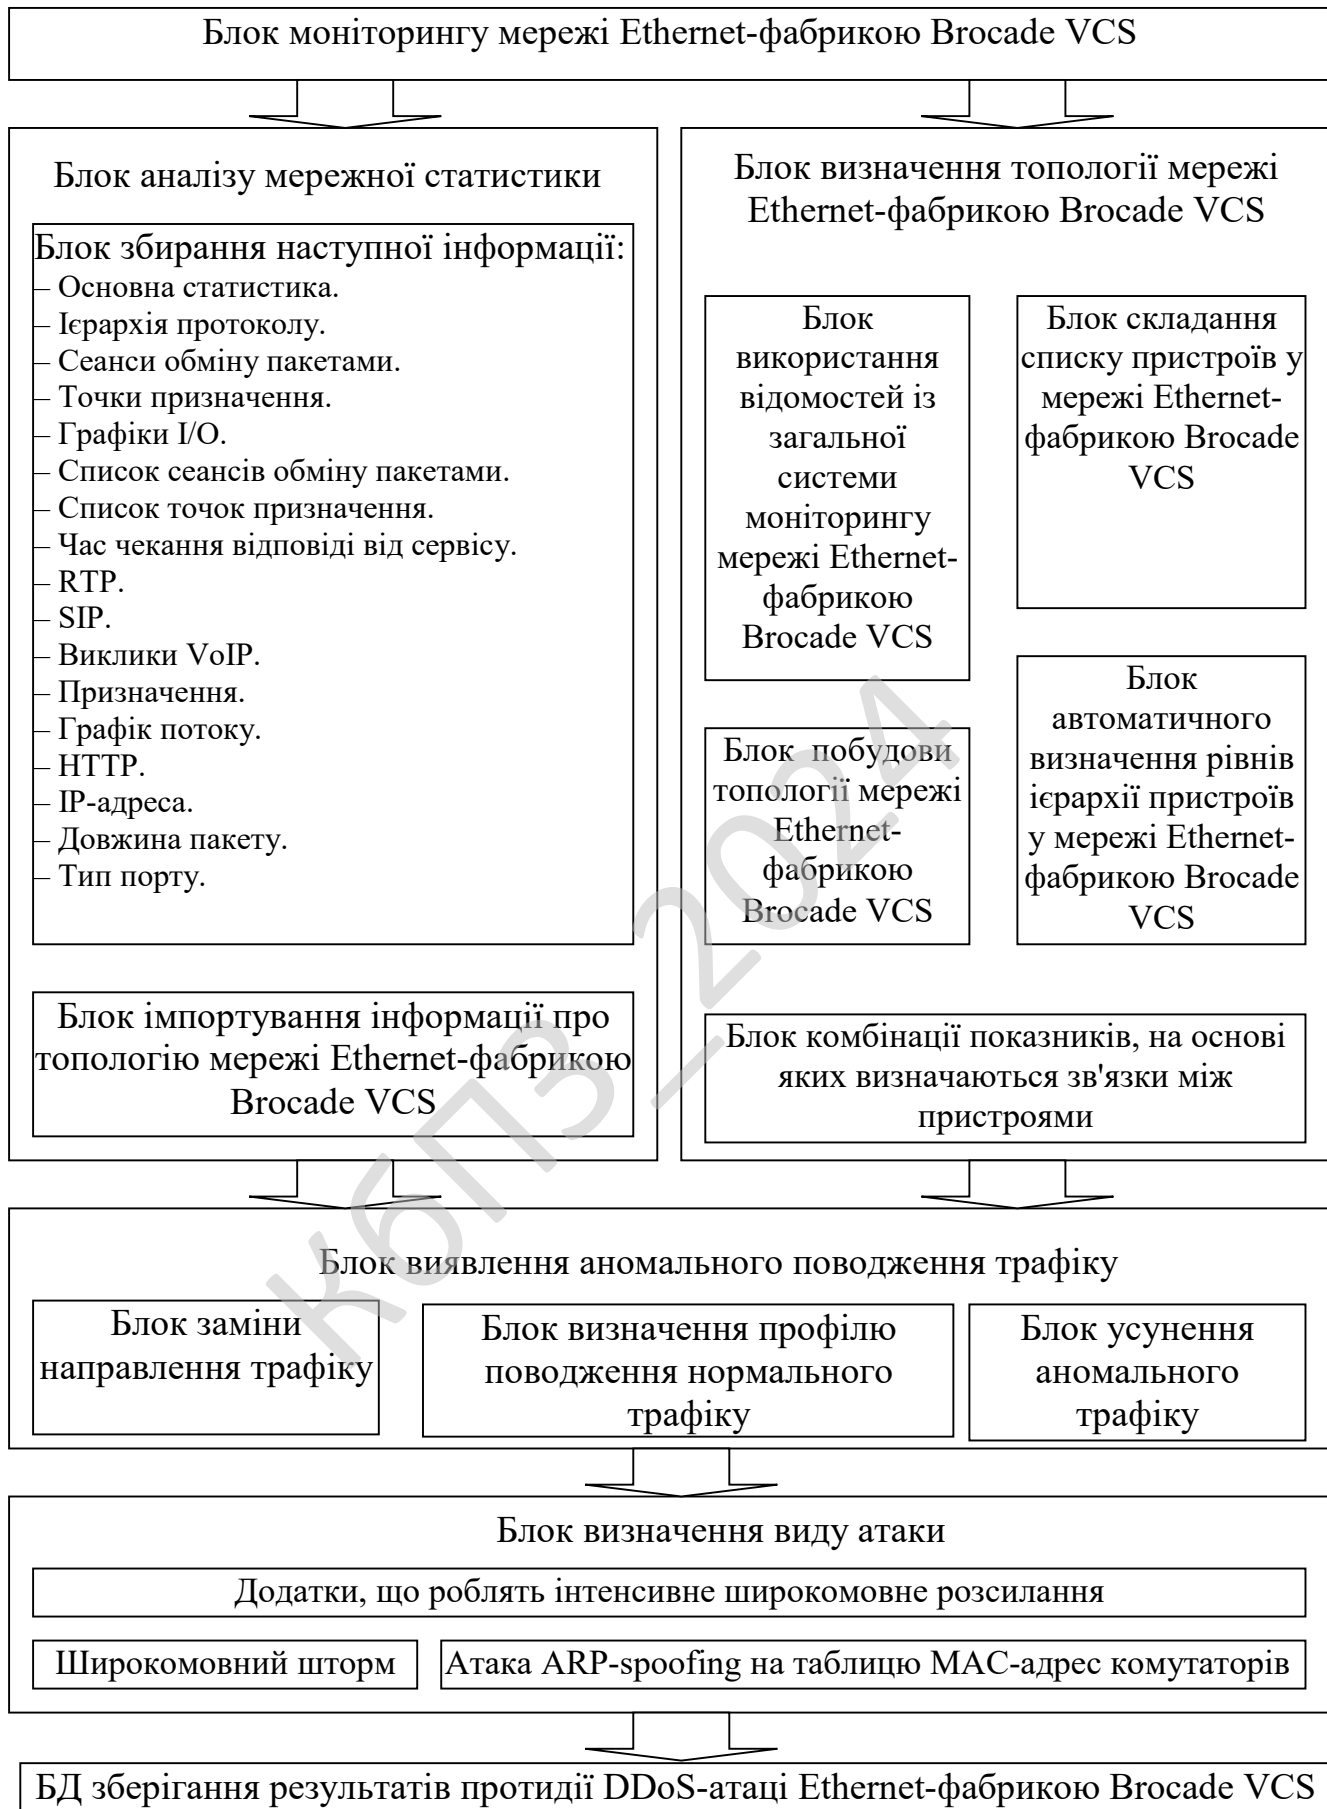 Блок моніторингу мережі Ethernet-фабрикою Brocade VCS
Блок аналізу мережної статистики
Блок збирання наступної інформації:
– Основна статистика.
– Ієрархія протоколу.
– Сеанси обміну пакетами.
– Точки призначення.
– Графіки I/O.
– Список сеансів обміну пакетами.
– Список точок призначення.
– Час чекання відповіді від сервісу.
– RTP.
– SIP.
– Виклики VoIP.
– Призначення.
– Графік потоку.
– HTTP.
– IP-адреса.
– Довжина пакету.
– Тип порту.
Блок імпортування інформації про
топологію мережі Ethernet-фабрикою
Brocade VCS
Блок визначення топології мережі
Ethernet-фабрикою Brocade VCS
Блок
використання
відомостей із
загальної
системи
моніторингу
мережі Ethernet-
фабрикою
Brocade VCS
Блок складання
списку пристроїв у
мережі Ethernet-
фабрикою Brocade
VCS
Блок побудови
топології мережі
Ethernet-
фабрикою
Brocade VCS
Блок
автоматичного
визначення рівнів
ієрархії пристроїв
у мережі Ethernet-
фабрикою Brocade
VCS
Блок комбінації показників, на основі
яких визначаються зв'язки між
пристроями
Блок виявлення аномального поводження трафіку
Блок заміни
направлення трафіку
Блок визначення профілю
поводження нормального
трафіку
Блок усунення
аномального
трафіку
Блок визначення виду атаки
Додатки, що роблять інтенсивне широкомовне розсилання
Широкомовний шторм
Атака ARP-spoofing на таблицю MAC-адрес комутаторів
БД зберігання результатів протидії DDoS-атаці Ethernet-фабрикою Brocade VCS
КбПЗ_2024